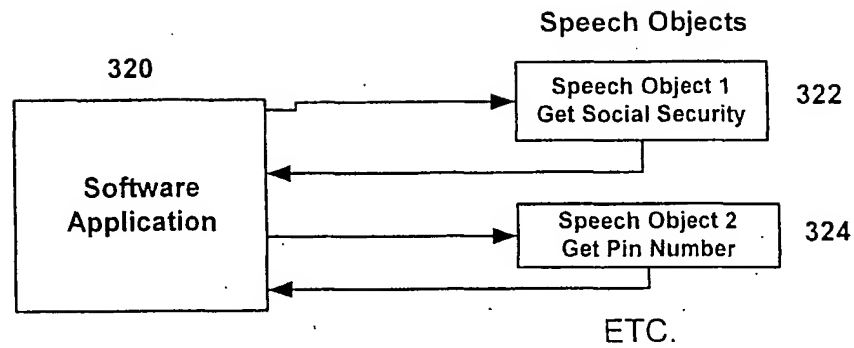 Speech Objects
320
Speech Object 1
Get Social Security
322
Software
Application
Speech Object 2
Get Pin Number
324
ETC.